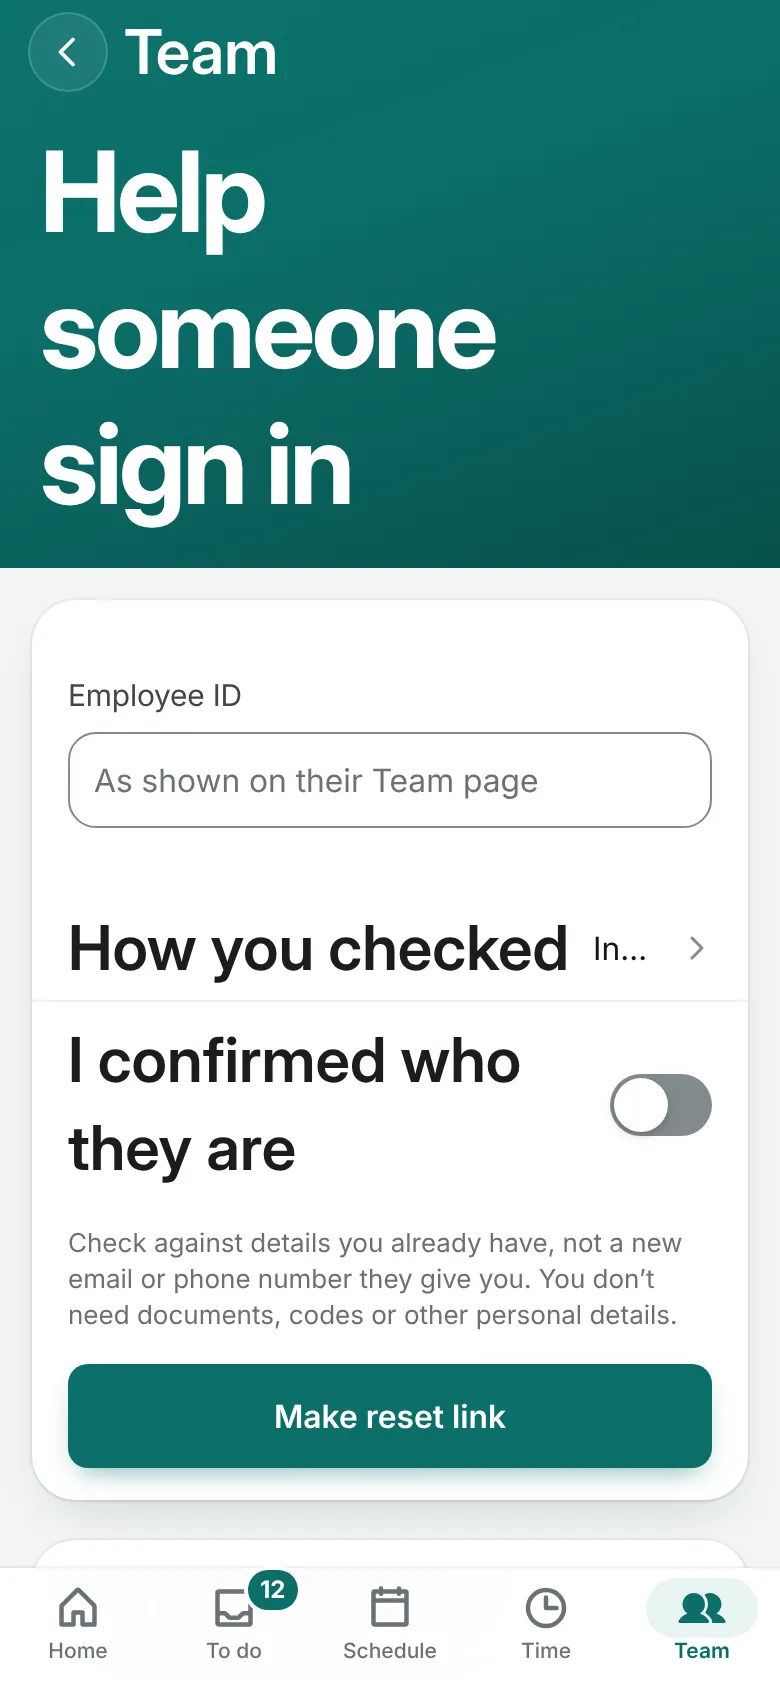 Team
Help
someone
sign in
Employee ID
As shown on their Team page
How you checked In...
I confirmed who
they are
Check against details you already have, not a new
email or phone number they give you. You don’t
need documents, codes or other personal details.
Make reset link
12
Home To do Schedule Time Team